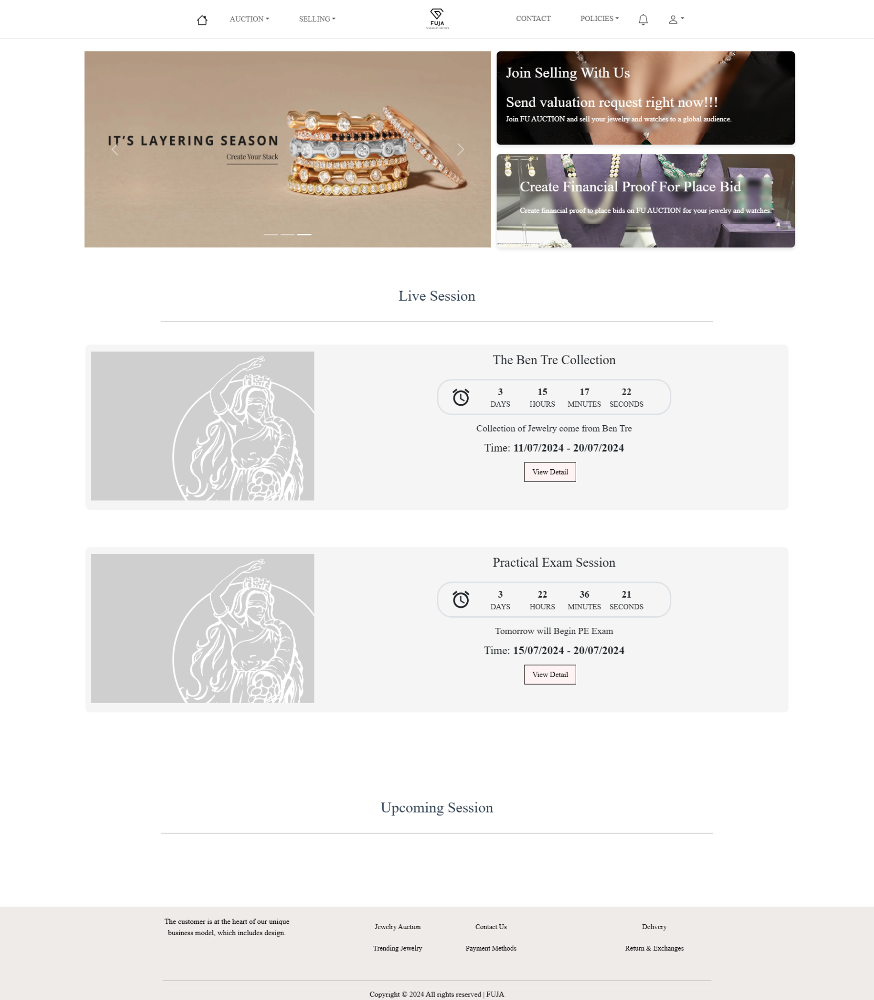 AUCTION
SELLING
FUJA
CONTACT
POLICIES
IT'S LAYERING SEASON
Create Your Stack
Join Selling With Us
Send valuation request right now!!!
Join FU AUCTION and sell your jewelry and watches to a global audience.
Create Financial Proof For Place Bid
Create financial proof to place bids on FU AUCTION for your jewelry and watches.
Live Session
The Ben Tre Collection
3 15 17 22
DAYS HOURS MINUTES SECONDS
Collection of Jewelry come from Ben Tre
Time: 11/07/2024 - 20/07/2024
View Detail
Practical Exam Session
3 22 36 21
DAYS HOURS MINUTES SECONDS
Tomorrow will Begin PE Exam
Time: 15/07/2024 - 20/07/2024
View Detail
Upcoming Session
The customer is at the heart of our unique
business model, which includes design.
Jewelry Auction
Trending Jewelry
Contact Us
Payment Methods
Delivery
Return & Exchanges
Copyright © 2024 All rights reserved | FUJA